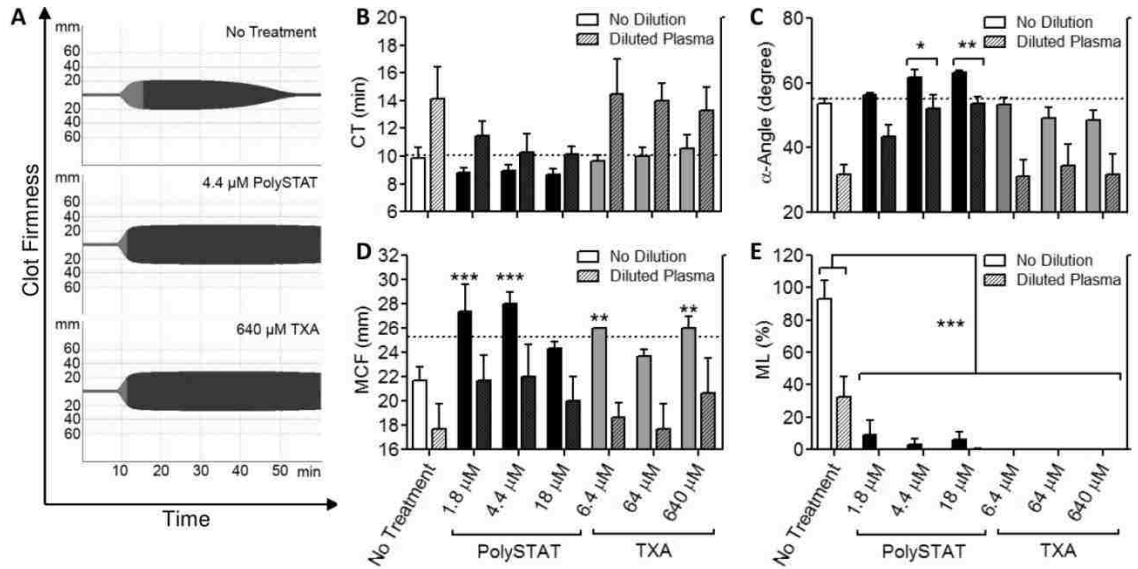 A
Clot Firmness
mm
60
40
20
20
40
60
No Treatment
mm
60
40
20
20
40
60
4.4 µM PolySTAT
mm
60
40
20
20
40
60
640 µM TXA
10 20 30 40 50 min
Time
B
CT (min)
20
18
16
14
12
10
8
6
No Dilution
Diluted Plasma
C
α-Angle (degree)
80
60
40
20
No Dilution
Diluted Plasma
* **
D
MCF (mm)
32
30
28
26
24
22
20
18
16
No Dilution
Diluted Plasma
*** *** ** **
No Treatment
1.8 µM
4.4 µM
18 µM
6.4 µM
64 µM
640 µM
PolySTAT TXA
E
ML (%)
120
100
80
60
40
20
0
No Dilution
Diluted Plasma
***
No Treatment
1.8 µM
4.4 µM
18 µM
6.4 µM
64 µM
640 µM
PolySTAT TXA